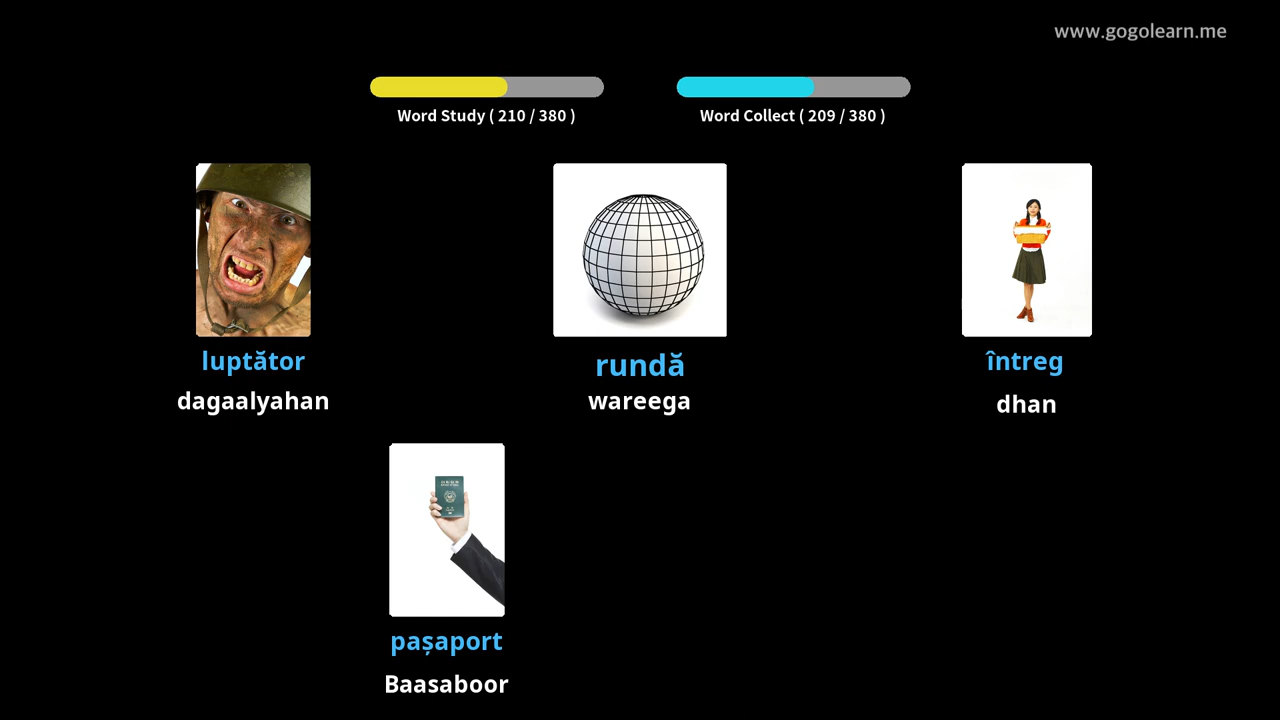 www.gogolearn.me
Word Study ( 210 / 380 )
Word Collect ( 209 / 380 )
luptător
rundă
întreg
dagaalyahan
wareega
dhan
pașaport
Baasaboor